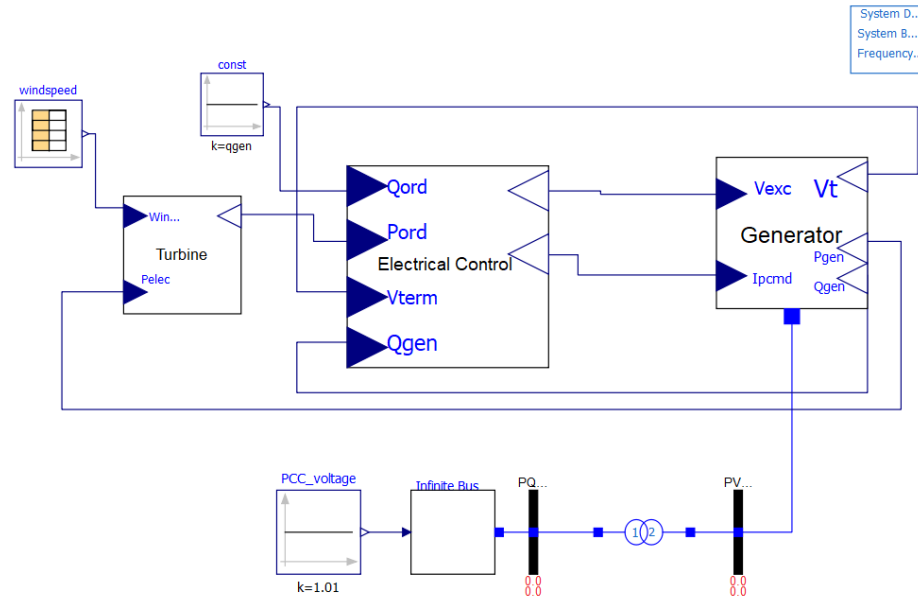 System D...
System B...
Frequency...
const
windspeed
k=qgen
Qord
Vexc
Vt
Win...
Pord
Generator
Turbine
Pgen
Electrical Control
Pelec
Ipcmd
Qgen
Vterm
Qgen
PCC_voltage
Infinite Bus
PQ...
PV...
1
2
k=1.01
0.0
0.0
0.0
0.0